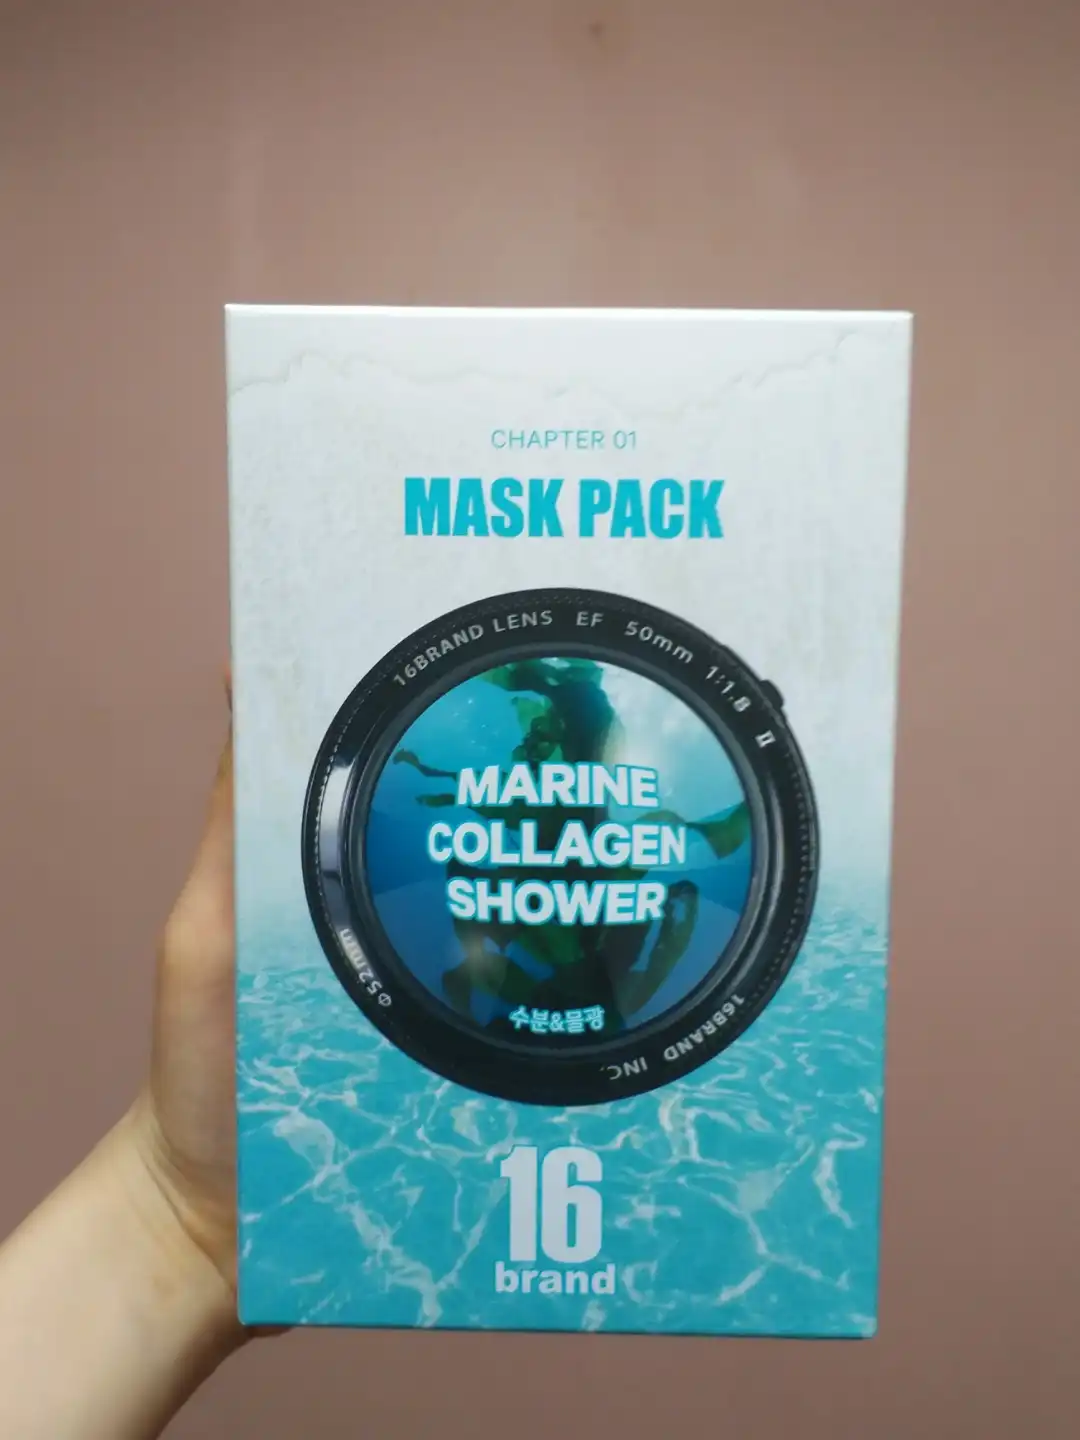 CHAPTER 01
MASK PACK
16BRAND LENS EF 50mm 1:1.8 II
MARINE
COLLAGEN
SHOWER
수분&물광
Φ52mm
16BRAND INC.
16
brand